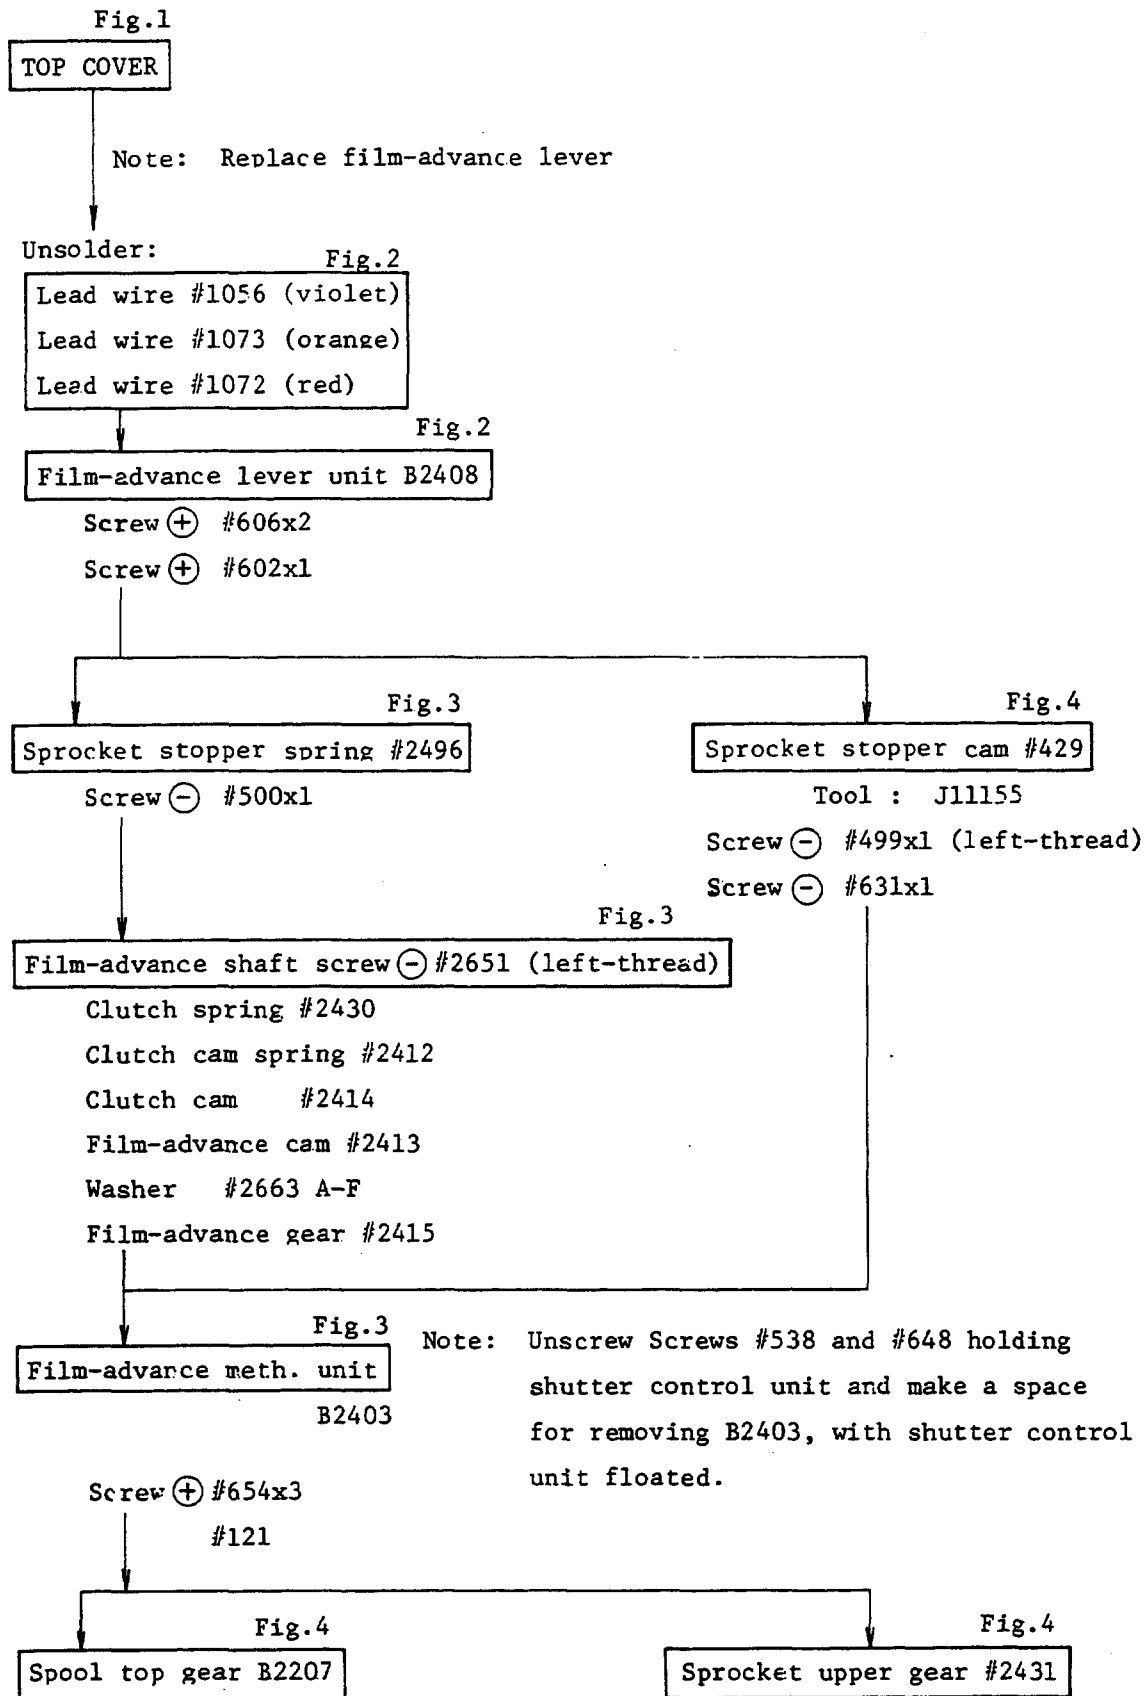 Fig.1
TOP COVER
Note: Replace film-advance lever
Unsolder:
Fig.2
Lead wire #1056 (violet)
Lead wire #1073 (orange)
Lead wire #1072 (red)
Fig.2
Film-advance lever unit B2408
Screw ⊕ #606x2
Screw ⊕ #602x1
Fig.3
Sprocket stopper spring #2496
Screw ⊖ #500x1
Fig.4
Sprocket stopper cam #429
Tool : J11155
Screw ⊖ #499x1 (left-thread)
Screw ⊖ #631x1
Fig.3
Film-advance shaft screw ⊖ #2651 (left-thread)
Clutch spring #2430
Clutch cam spring #2412
Clutch cam #2414
Film-advance cam #2413
Washer #2663 A-F
Film-advance gear #2415
Fig.3
Film-advance meth. unit
B2403
Note: Unscrew Screws #538 and #648 holding
shutter control unit and make a space
for removing B2403, with shutter control
unit floated.
Screw ⊕ #654x3
#121
Fig.4
Spool top gear B2207
Fig.4
Sprocket upper gear #2431